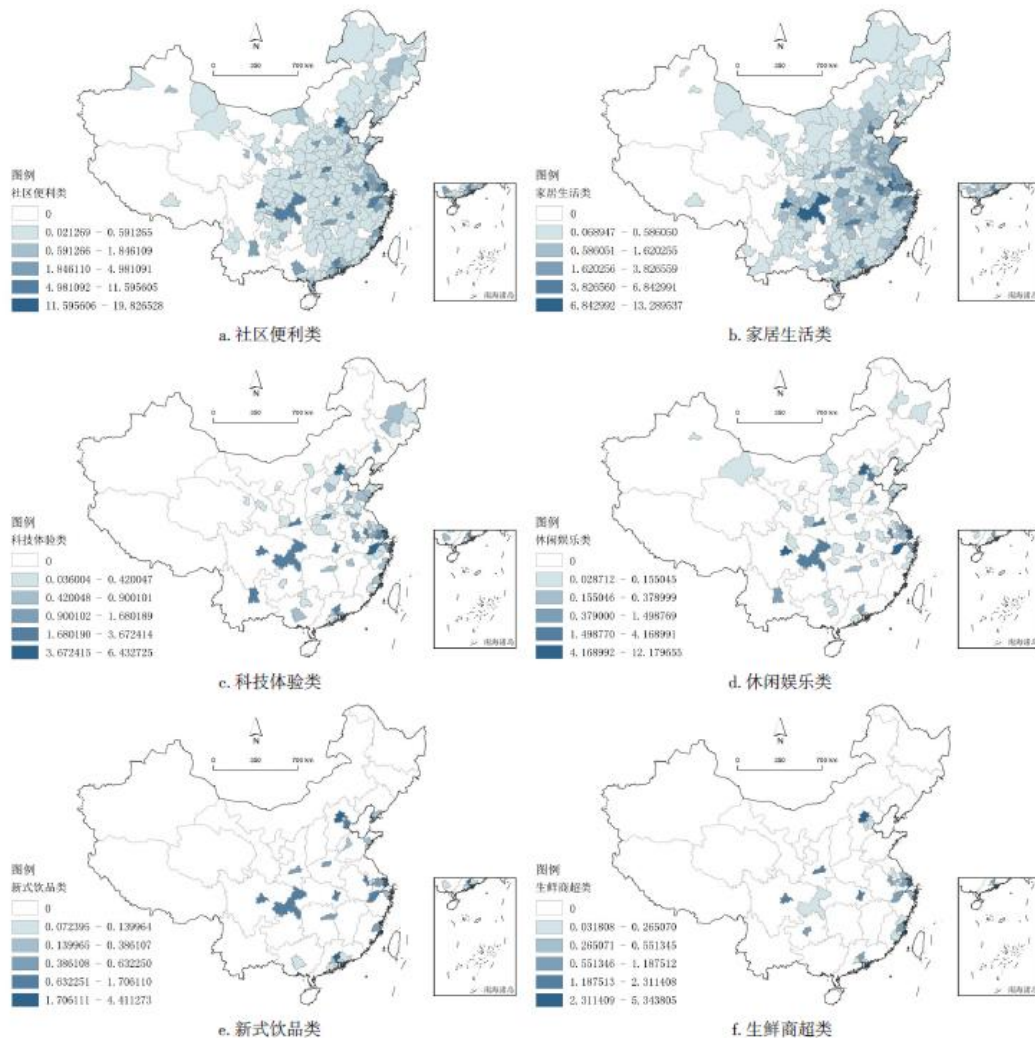 N
0 350 700 km
图例
社区便利类
0
0.021269 - 0.591265
0.591266 - 1.846109
1.846110 - 4.981091
4.981092 - 11.595605
11.595606 - 19.826528
南海诸岛
a. 社区便利类
N
0 350 700 km
图例
家居生活类
0
0.068947 - 0.586050
0.586051 - 1.620255
1.620256 - 3.826559
3.826560 - 6.842991
6.842992 - 13.289537
南海诸岛
b. 家居生活类
N
0 350 700 km
图例
科技体验类
0
0.036004 - 0.420047
0.420048 - 0.900101
0.900102 - 1.680189
1.680190 - 3.672414
3.672415 - 6.432725
南海诸岛
c. 科技体验类
N
0 350 700 km
图例
休闲娱乐类
0
0.028712 - 0.155045
0.155046 - 0.378999
0.379000 - 1.498769
1.498770 - 4.168991
4.168992 - 12.179655
南海诸岛
d. 休闲娱乐类
N
0 350 700 km
图例
新式饮品类
0
0.072395 - 0.139964
0.139965 - 0.386107
0.386108 - 0.632250
0.632251 - 1.706110
1.706111 - 4.411273
南海诸岛
e. 新式饮品类
N
0 350 700 km
图例
生鲜商超类
0
0.031808 - 0.265070
0.265071 - 0.551345
0.551346 - 1.187512
1.187513 - 2.311408
2.311409 - 5.343805
南海诸岛
f. 生鲜商超类